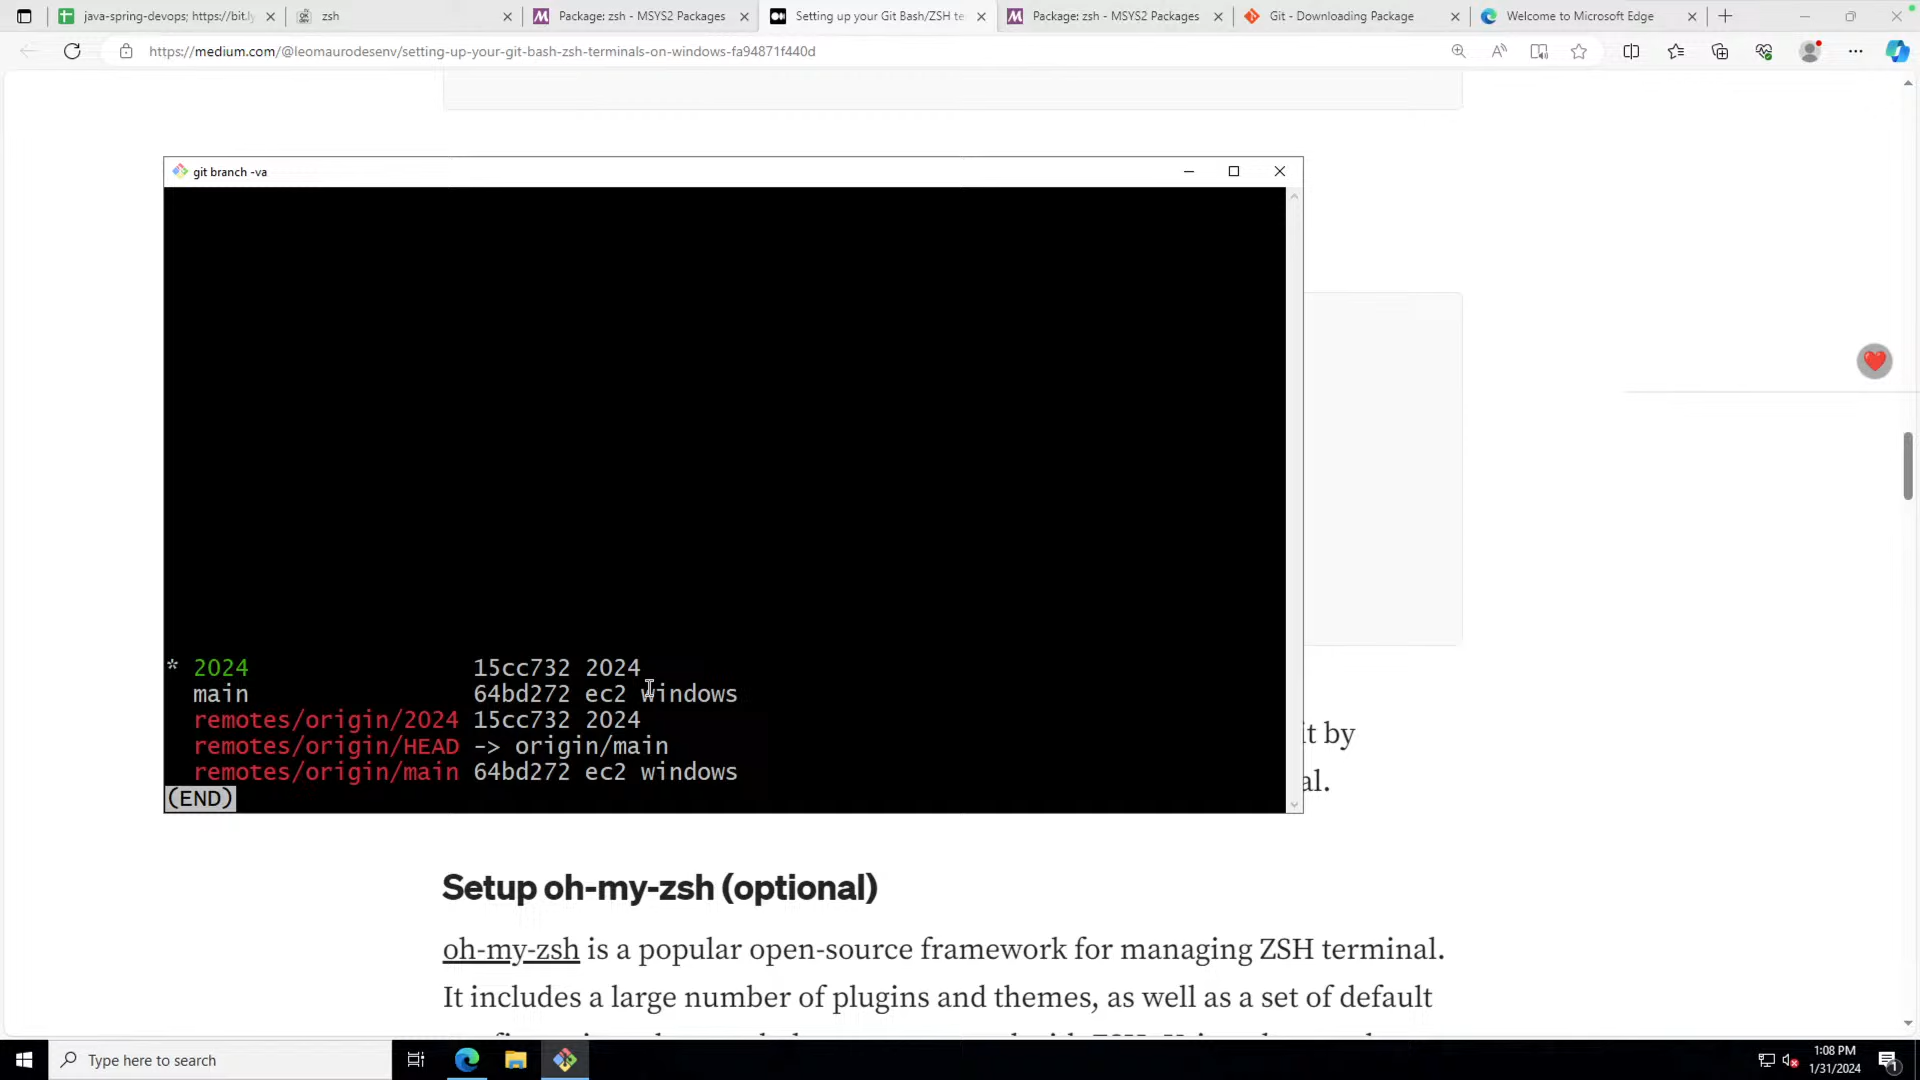 java-spring-devops; https://bit.ly
zsh
Package: zsh - MSYS2 Packages
Setting up your Git Bash/ZSH te
Package: zsh - MSYS2 Packages
Git - Downloading Package
Welcome to Microsoft Edge
https://medium.com/@leomaurodesenv/setting-up-your-git-bash-zsh-terminals-on-windows-fa94871f440d
git branch -va
* 2024 15cc732 2024
main 64bd272 ec2 windows
remotes/origin/2024 15cc732 2024
remotes/origin/HEAD -> origin/main
remotes/origin/main 64bd272 ec2 windows
(END)
it by
al.
Setup oh-my-zsh (optional)
oh-my-zsh is a popular open-source framework for managing ZSH terminal.
It includes a large number of plugins and themes, as well as a set of default
Type here to search
1:08 PM
1/31/2024